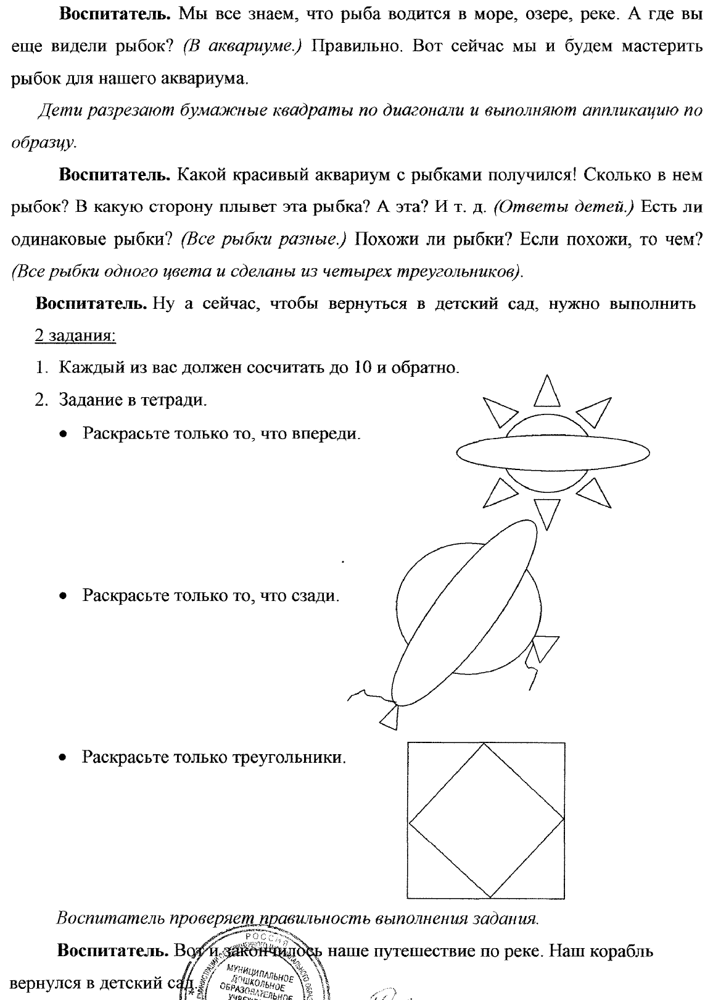 Воспитатель. Мы все знаем, что рыба водится в море, озере, реке. А где вы
еще видели рыбок? (В аквариуме.) Правильно. Вот сейчас мы и будем мастерить
рыбок для нашего аквариума.
Дети разрезают бумажные квадраты по диагонали и выполняют аппликацию по
образцу.
Воспитатель. Какой красивый аквариум с рыбками получился! Сколько в нем
рыбок? В какую сторону плывет эта рыбка? А эта? И т. д. (Ответы детей.) Есть ли
одинаковые рыбки? (Все рыбки разные.) Похожи ли рыбки? Если похожи, то чем?
(Все рыбки одного цвета и сделаны из четырех треугольников).
Воспитатель. Ну а сейчас, чтобы вернуться в детский сад, нужно выполнить
2 задания:
1. Каждый из вас должен сосчитать до 10 и обратно.
2. Задание в тетради.
• Раскрасьте только то, что впереди.
• Раскрасьте только то, что сзади.
• Раскрасьте только треугольники.
Воспитатель проверяет правильность выполнения задания.
Воспитатель. Вот и закончилось наше путешествие по реке. Наш корабль
вернулся в детский сад.
РОССИЯ
МУНИЦИПАЛЬНОЕ
ДОШКОЛЬНОЕ
ОБРАЗОВАТЕЛЬНОЕ